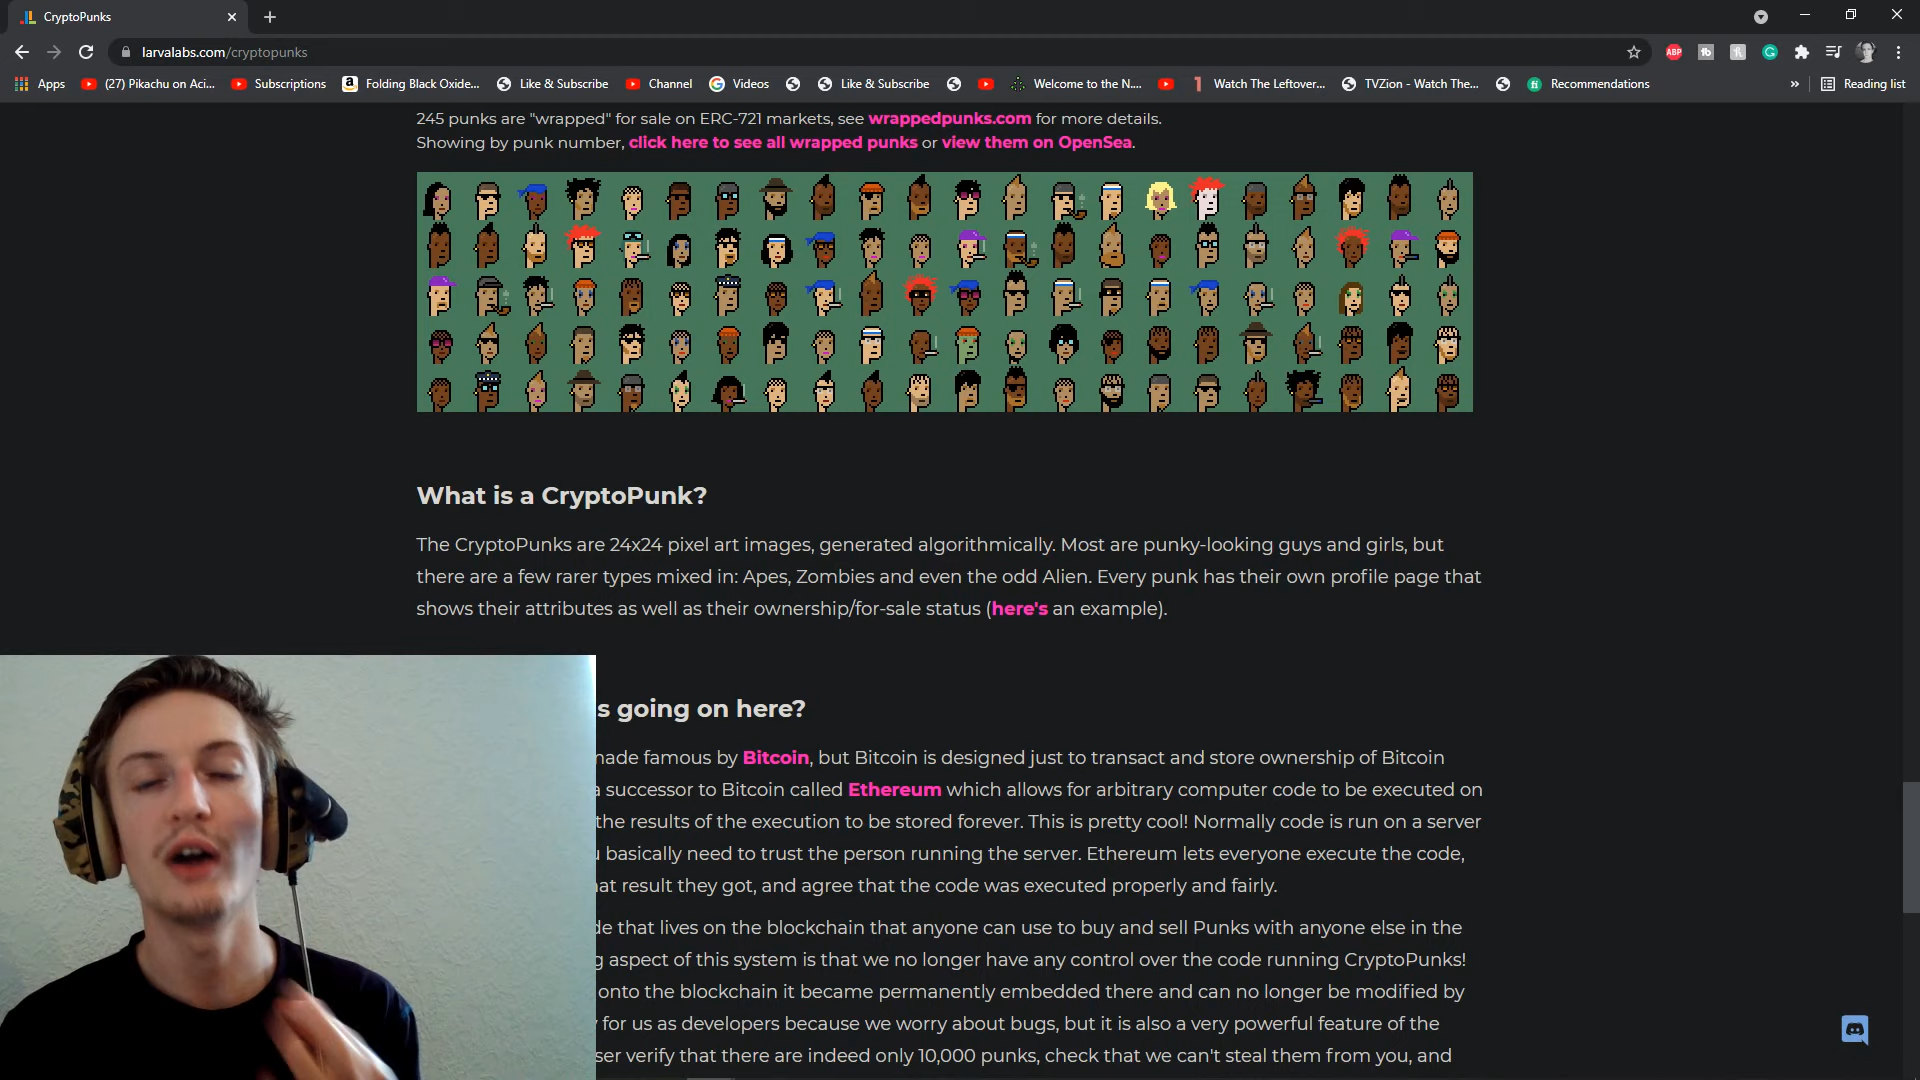 CryptoPunks
larvalabs.com/cryptopunks
ABP
Apps
(27) Pikachu on Aci...
Subscriptions
Folding Black Oxide...
Like & Subscribe
Channel
Videos
Like & Subscribe
Welcome to the N....
Watch The Leftover...
TVZion - Watch The...
Recommendations
»
Reading list
245 punks are "wrapped" for sale on ERC-721 markets, see wrappedpunks.com for more details.
Showing by punk number, click here to see all wrapped punks or view them on OpenSea.
What is a CryptoPunk?
The CryptoPunks are 24x24 pixel art images, generated algorithmically. Most are punky-looking guys and girls, but
there are a few rarer types mixed in: Apes, Zombies and even the odd Alien. Every punk has their own profile page that
shows their attributes as well as their ownership/for-sale status (here's an example).
s going on here?
made famous by Bitcoin, but Bitcoin is designed just to transact and store ownership of Bitcoin
a successor to Bitcoin called Ethereum which allows for arbitrary computer code to be executed on
the results of the execution to be stored forever. This is pretty cool! Normally code is run on a server
basically need to trust the person running the server. Ethereum lets everyone execute the code,
hat result they got, and agree that the code was executed properly and fairly.
de that lives on the blockchain that anyone can use to buy and sell Punks with anyone else in the
g aspect of this system is that we no longer have any control over the code running CryptoPunks!
onto the blockchain it became permanently embedded there and can no longer be modified by
for us as developers because we worry about bugs, but it is also a very powerful feature of the
ser verify that there are indeed only 10,000 punks, check that we can't steal them from you, and